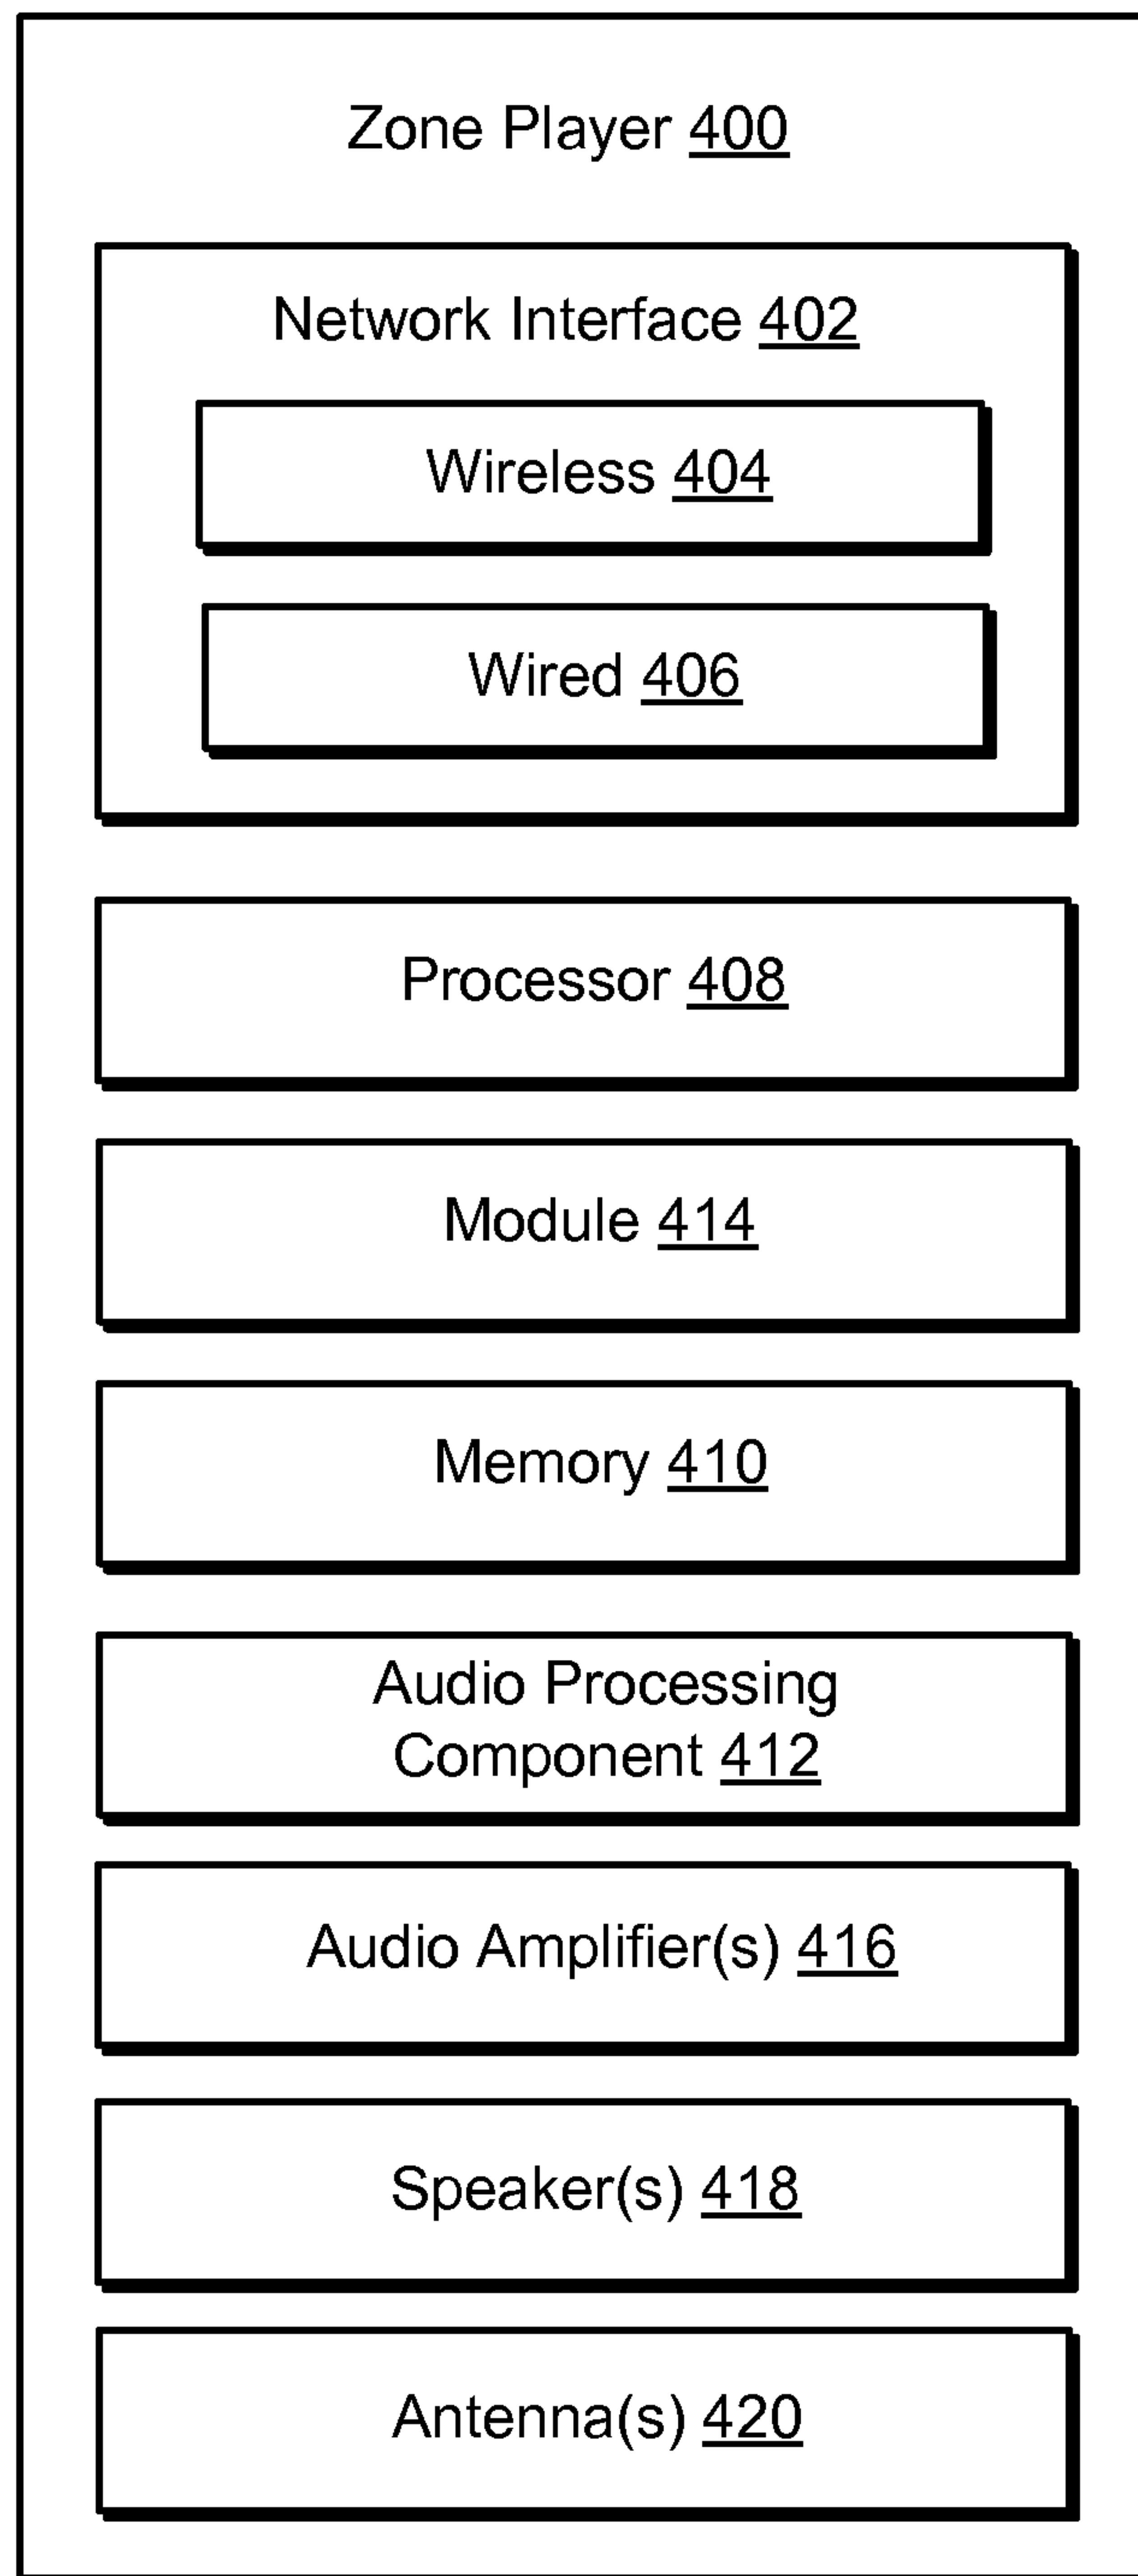 Zone Player 400
Network Interface 402
Wireless 404
Wired 406
Processor 408
Module 414
Memory 410
Audio Processing
Component 412
Audio Amplifier(s) 416
Speaker(s) 418
Antenna(s) 420